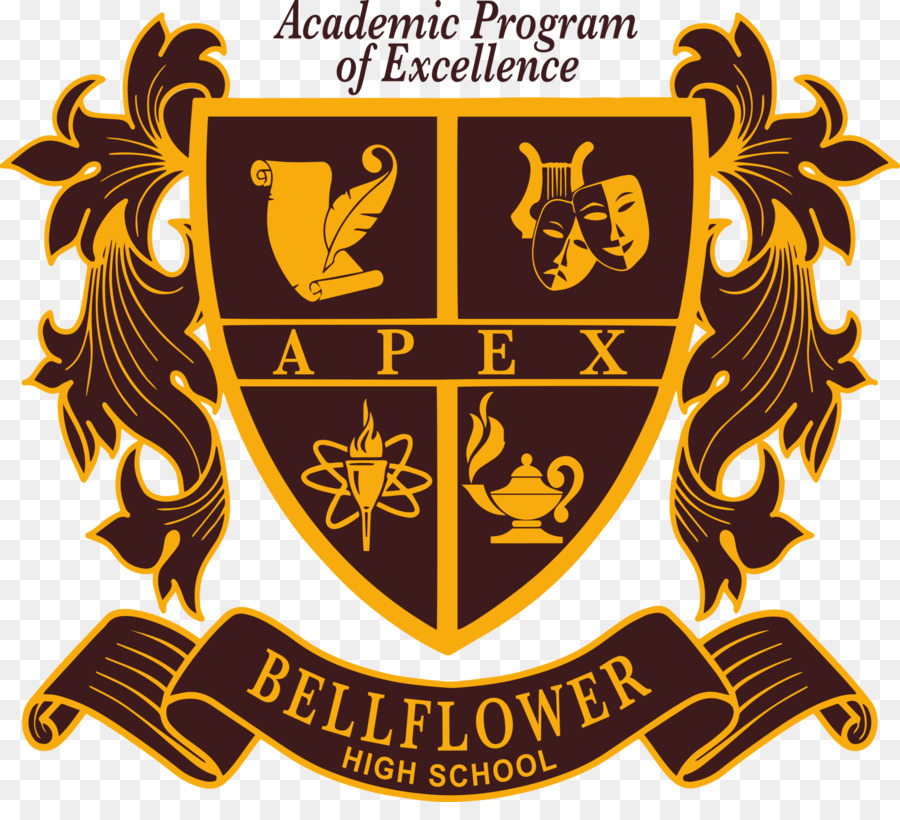 Academic Program
of Excellence
APEX
BELLFLOWER
HIGH SCHOOL